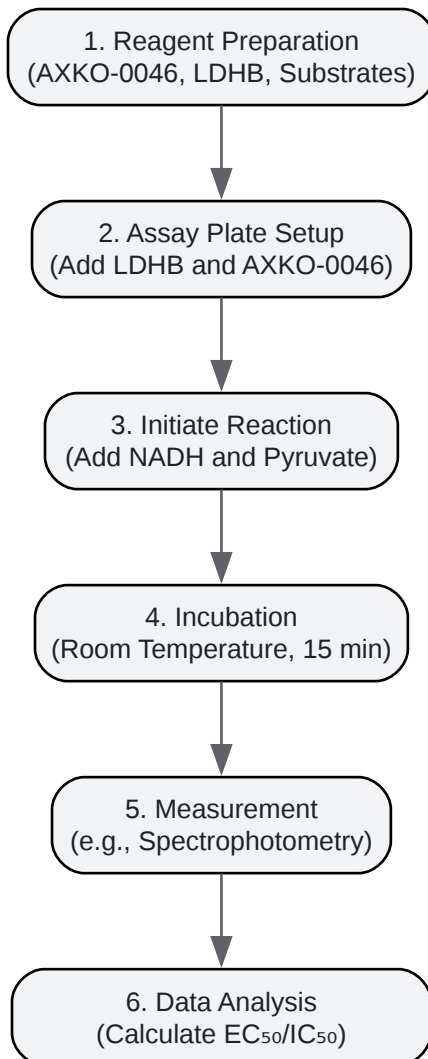 1. Reagent Preparation
(AXKO-0046, LDHB, Substrates)
2. Assay Plate Setup
(Add LDHB and AXKO-0046)
3. Initiate Reaction
(Add NADH and Pyruvate)
4. Incubation
(Room Temperature, 15 min)
5. Measurement
(e.g., Spectrophotometry)
6. Data Analysis
(Calculate EC₅₀/IC₅₀)